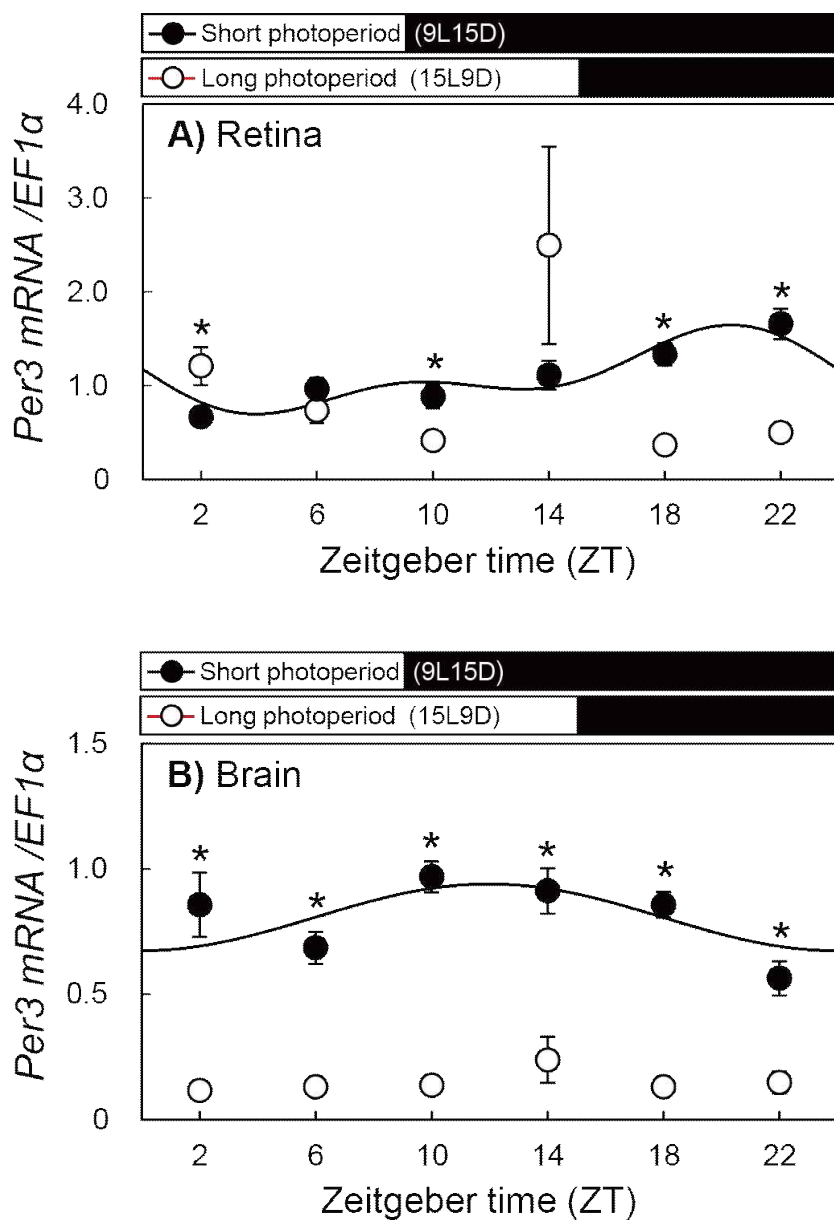 Short photoperiod (9L15D)
Long photoperiod (15L9D)
A) Retina
Per3 mRNA /EF1α
4.0
3.0
2.0
1.0
0
* * * *
2 6 10 14 18 22
Zeitgeber time (ZT)
Short photoperiod (9L15D)
Long photoperiod (15L9D)
B) Brain
Per3 mRNA /EF1α
1.5
1.0
0.5
0
* * * * * *
2 6 10 14 18 22
Zeitgeber time (ZT)